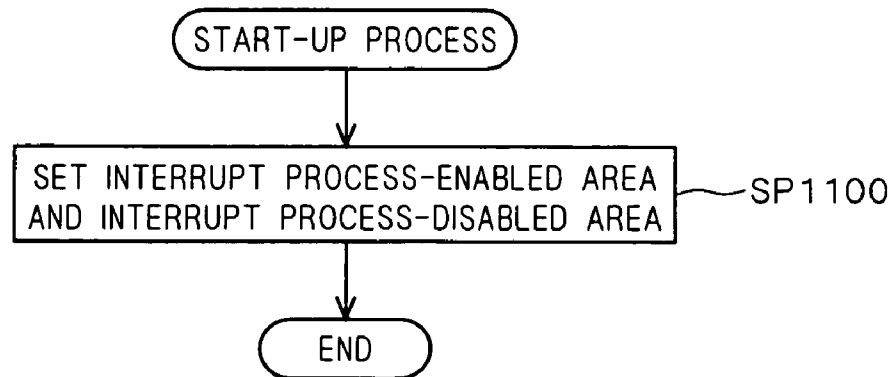 START-UP PROCESS
SET INTERRUPT PROCESS-ENABLED AREA
AND INTERRUPT PROCESS-DISABLED AREA
SP1100
END